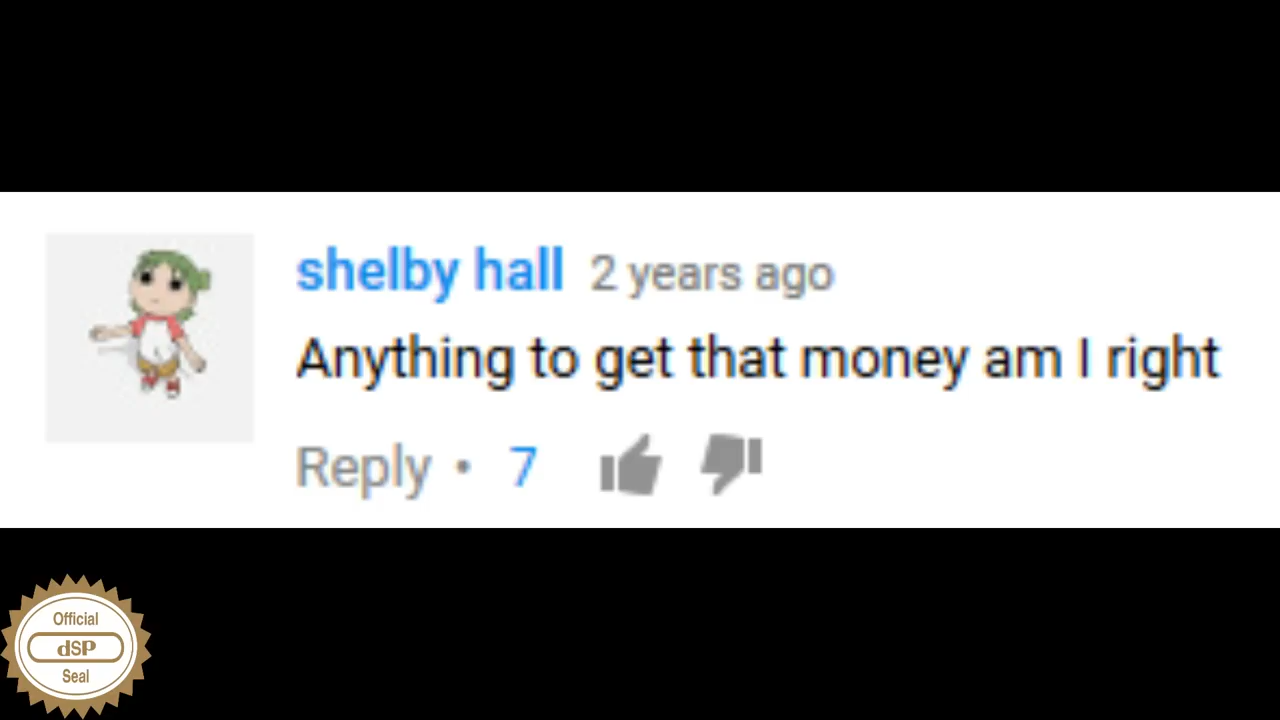 shelby hall 2 years ago
Anything to get that money am I right
Reply • 7
Official
dSP
Seal